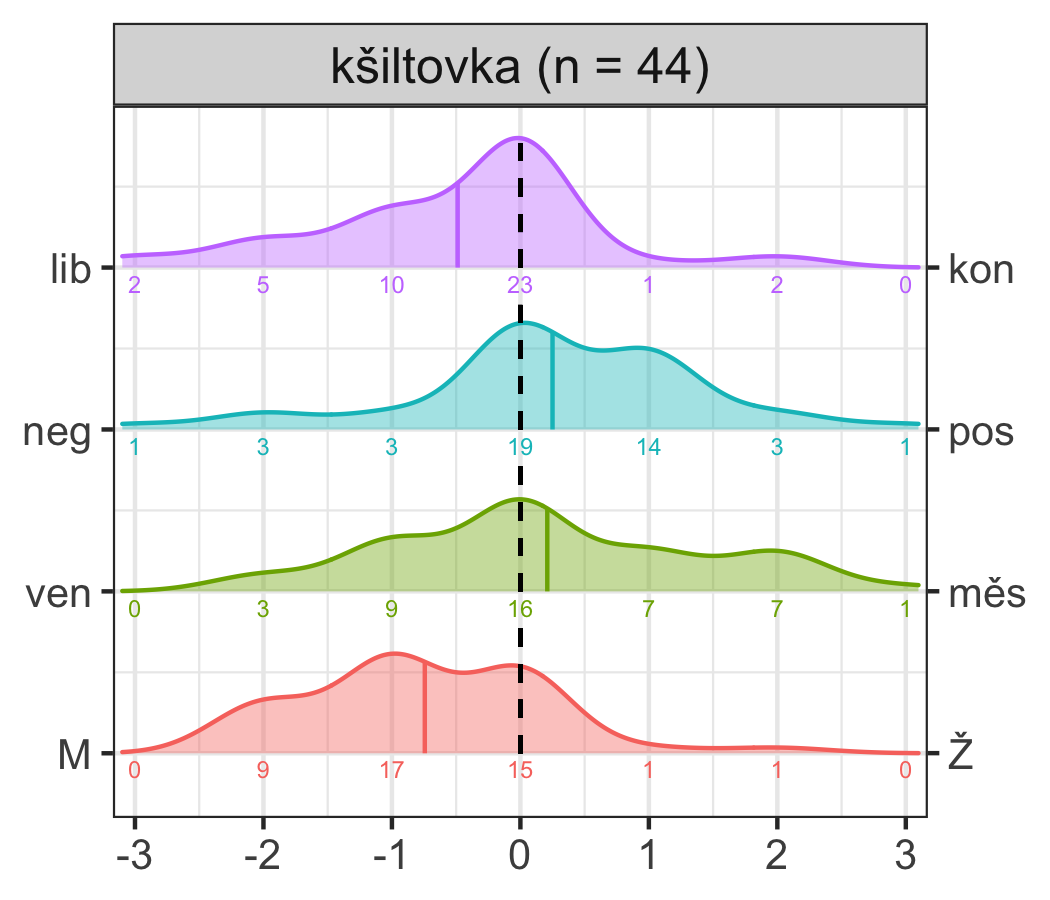 kšiltovka (n = 44)
lib kon
2 5 10 23 1 2 0
neg pos
1 3 3 19 14 3 1
ven měs
0 3 9 16 7 7 1
M Ž
0 9 17 15 1 1 0
-3 -2 -1 0 1 2 3